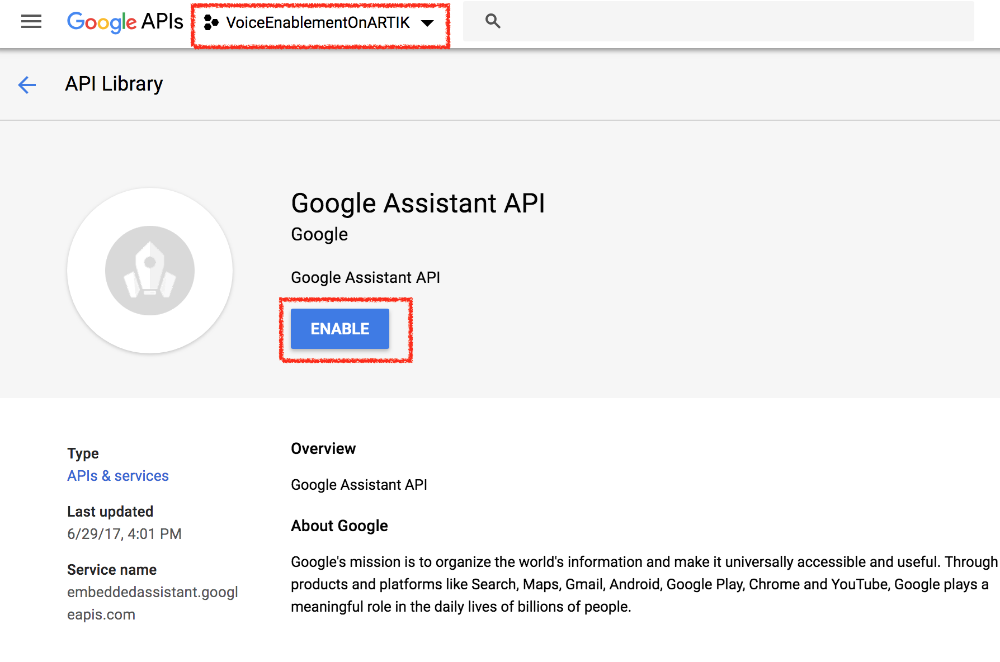 Google APIs VoiceEnablementOnARTIK
API Library
Google Assistant API
Google
Google Assistant API
ENABLE
Type
APIs & services
Last updated
6/29/17, 4:01 PM
Service name
embeddedassistant.googl
eapis.com
Overview
Google Assistant API
About Google
Google's mission is to organize the world's information and make it universally accessible and useful. Through
products and platforms like Search, Maps, Gmail, Android, Google Play, Chrome and YouTube, Google plays a
meaningful role in the daily lives of billions of people.